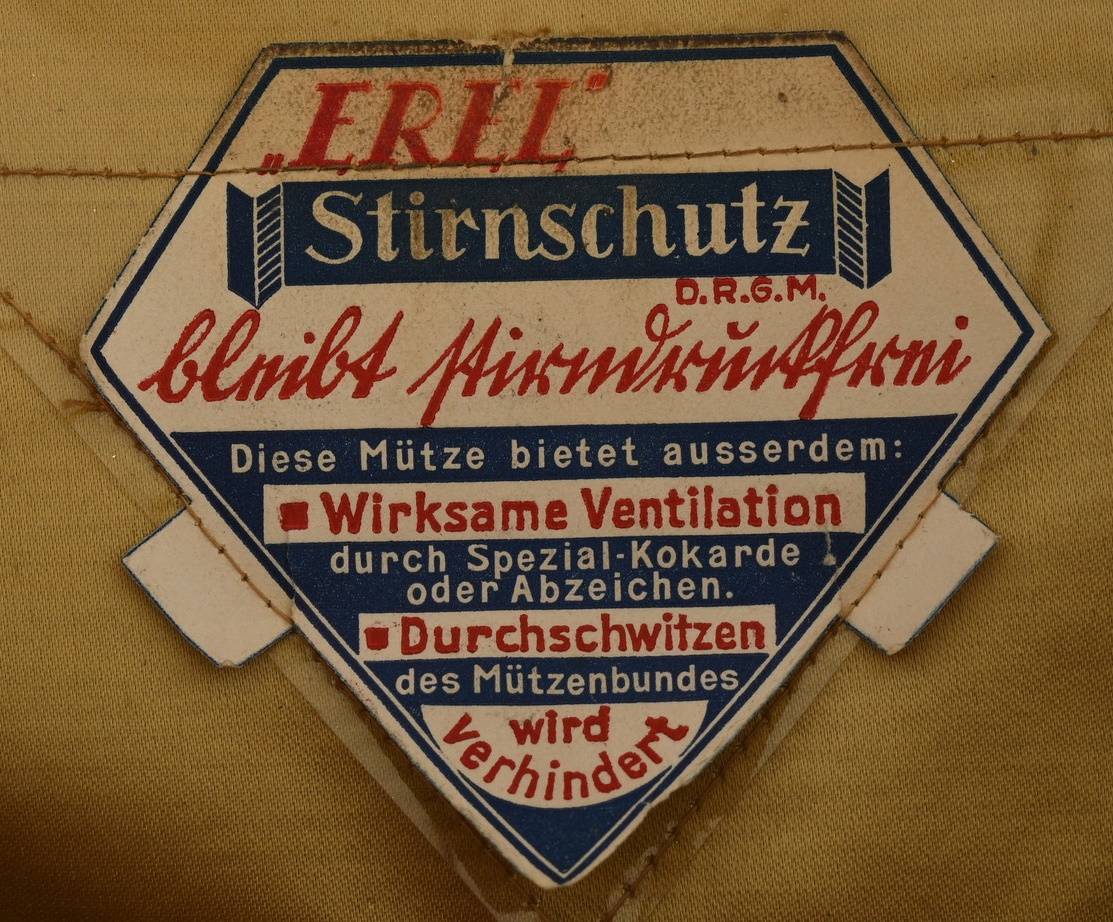 „EREL“
Stirnschutz
D.R.G.M.
bleibt stirndruckfrei
Diese Mütze bietet ausserdem:
Wirksame Ventilation
durch Spezial-Kokarde
oder Abzeichen.
Durchschwitzen
des Mützenbundes
wird
verhindert